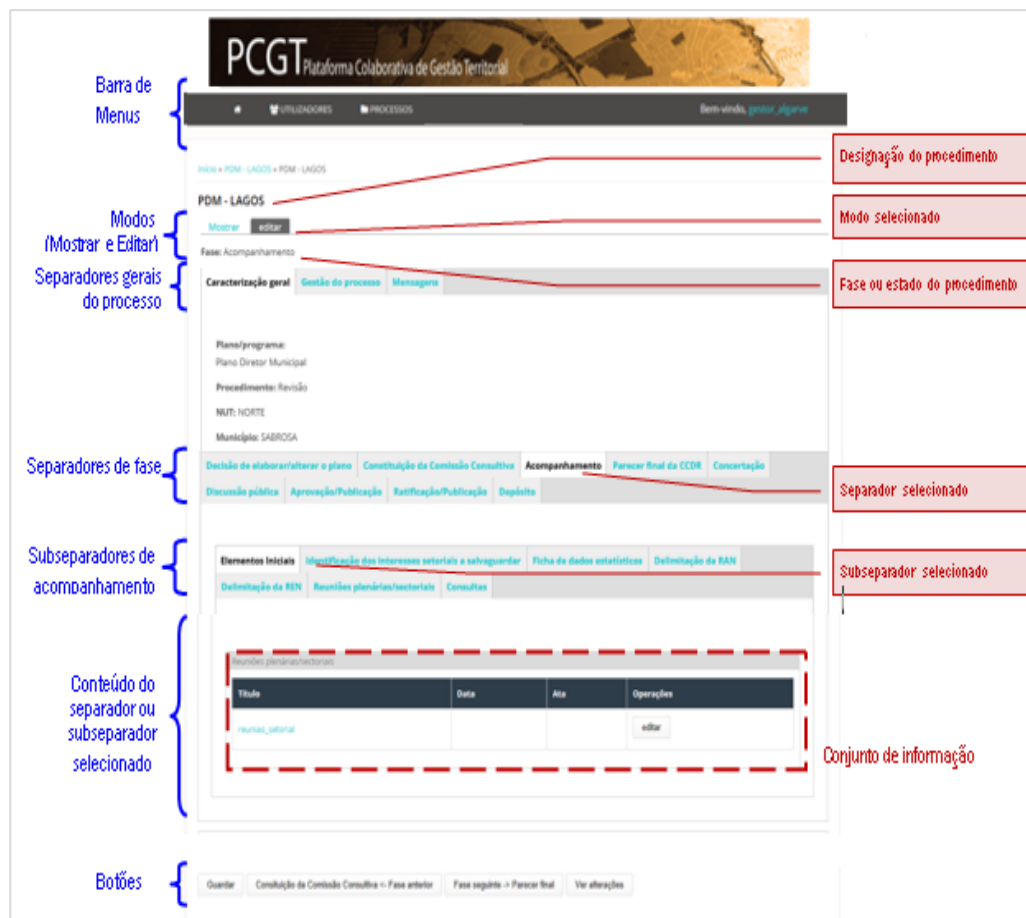 PCGT Plataforma Colaborativa de Gestão Territorial
Barra de
Menus
UTILIZADORES PROCESSOS Bem-vindo, gestor_algarve
Início » PDM - LAGOS » PDM - LAGOS
Designação do procedimento
PDM - LAGOS
Modos
(Mostrar e Editar)
Mostrar editar
Modo selecionado
Fase: Acompanhamento
Fase ou estado do procedimento
Separadores gerais
do processo
Caracterização geral Gestão do processo Mensagens
Plano/programa:
Plano Diretor Municipal
Procedimento: Revisão
NUT: NORTE
Município: SABROSA
Separadores de fase
Decisão de elaborar/alterar o plano Constituição da Comissão Consultiva Acompanhamento Parecer final da CCDR Concertação
Discussão pública Aprovação/Publicação Ratificação/Publicação Depósito
Separador selecionado
Subseparadores de
acompanhamento
Elementos Iniciais Identificação dos interesses setoriais a salvaguardar Ficha de dados estatísticos Delimitação da RAN
Delimitação da REN Reuniões plenárias/sectoriais Consultas
Subseparador selecionado
Conteúdo do
separador ou
subseparador
selecionado
Reuniões plenárias/sectoriais
Título Data Ata Operações
reuniao_setorial editar
Conjunto de informação
Botões
Guardar Consituição da Comissão Consultiva <- Fase anterior Fase seguinte -> Parecer final Ver alterações